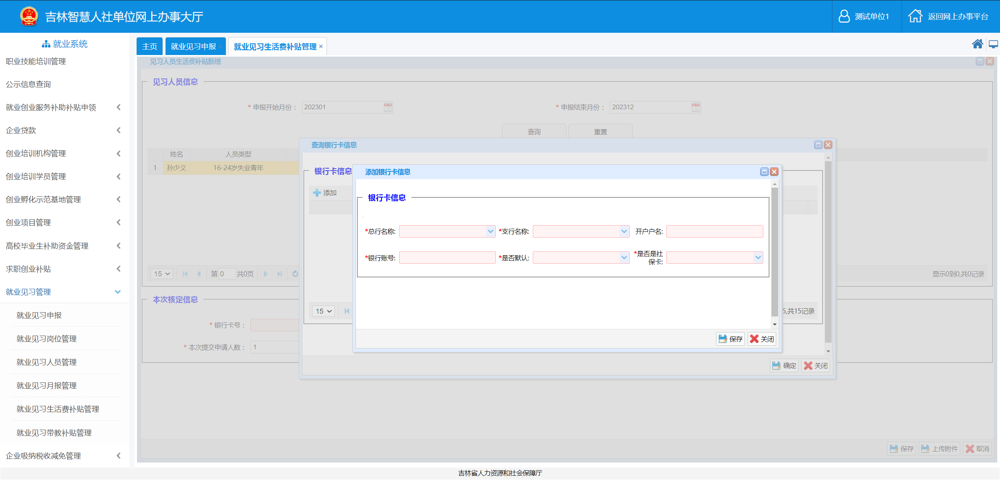 吉林智慧人社单位网上办事大厅
测试单位1
返回网上办事平台
就业系统
职业技能培训管理
公示信息查询
就业创业服务补助补贴申领
企业贷款
创业培训机构管理
创业培训学员管理
创业孵化示范基地管理
创业项目管理
高校毕业生补助资金管理
求职创业补贴
就业见习管理
就业见习申报
就业见习岗位管理
就业见习人员管理
就业见习月报管理
就业见习生活费补贴管理
就业见习带教补贴管理
企业吸纳税收减免管理
主页 就业见习申报 × 就业见习生活费补贴管理 ×
见习人员生活费补贴新增
见习人员信息
* 申报开始月份： 202301
* 申报结束月份： 202312
查询 重置
姓名 人员类型
1 孙少义 16-24岁失业青年
15 第 0 共0页
显示0到0,共0记录
本次核定信息
* 银行卡号：
* 本次提交申请人数： 1
保存 上传附件 取消
查询银行卡信息
银行卡信息
添加
15
5,共15记录
确定 关闭
添加银行卡信息
银行卡信息
*总行名称: *支行名称: 开户户名:
*银行账号: *是否默认: *是否是社
保卡:
保存 关闭
吉林省人力资源和社会保障厅